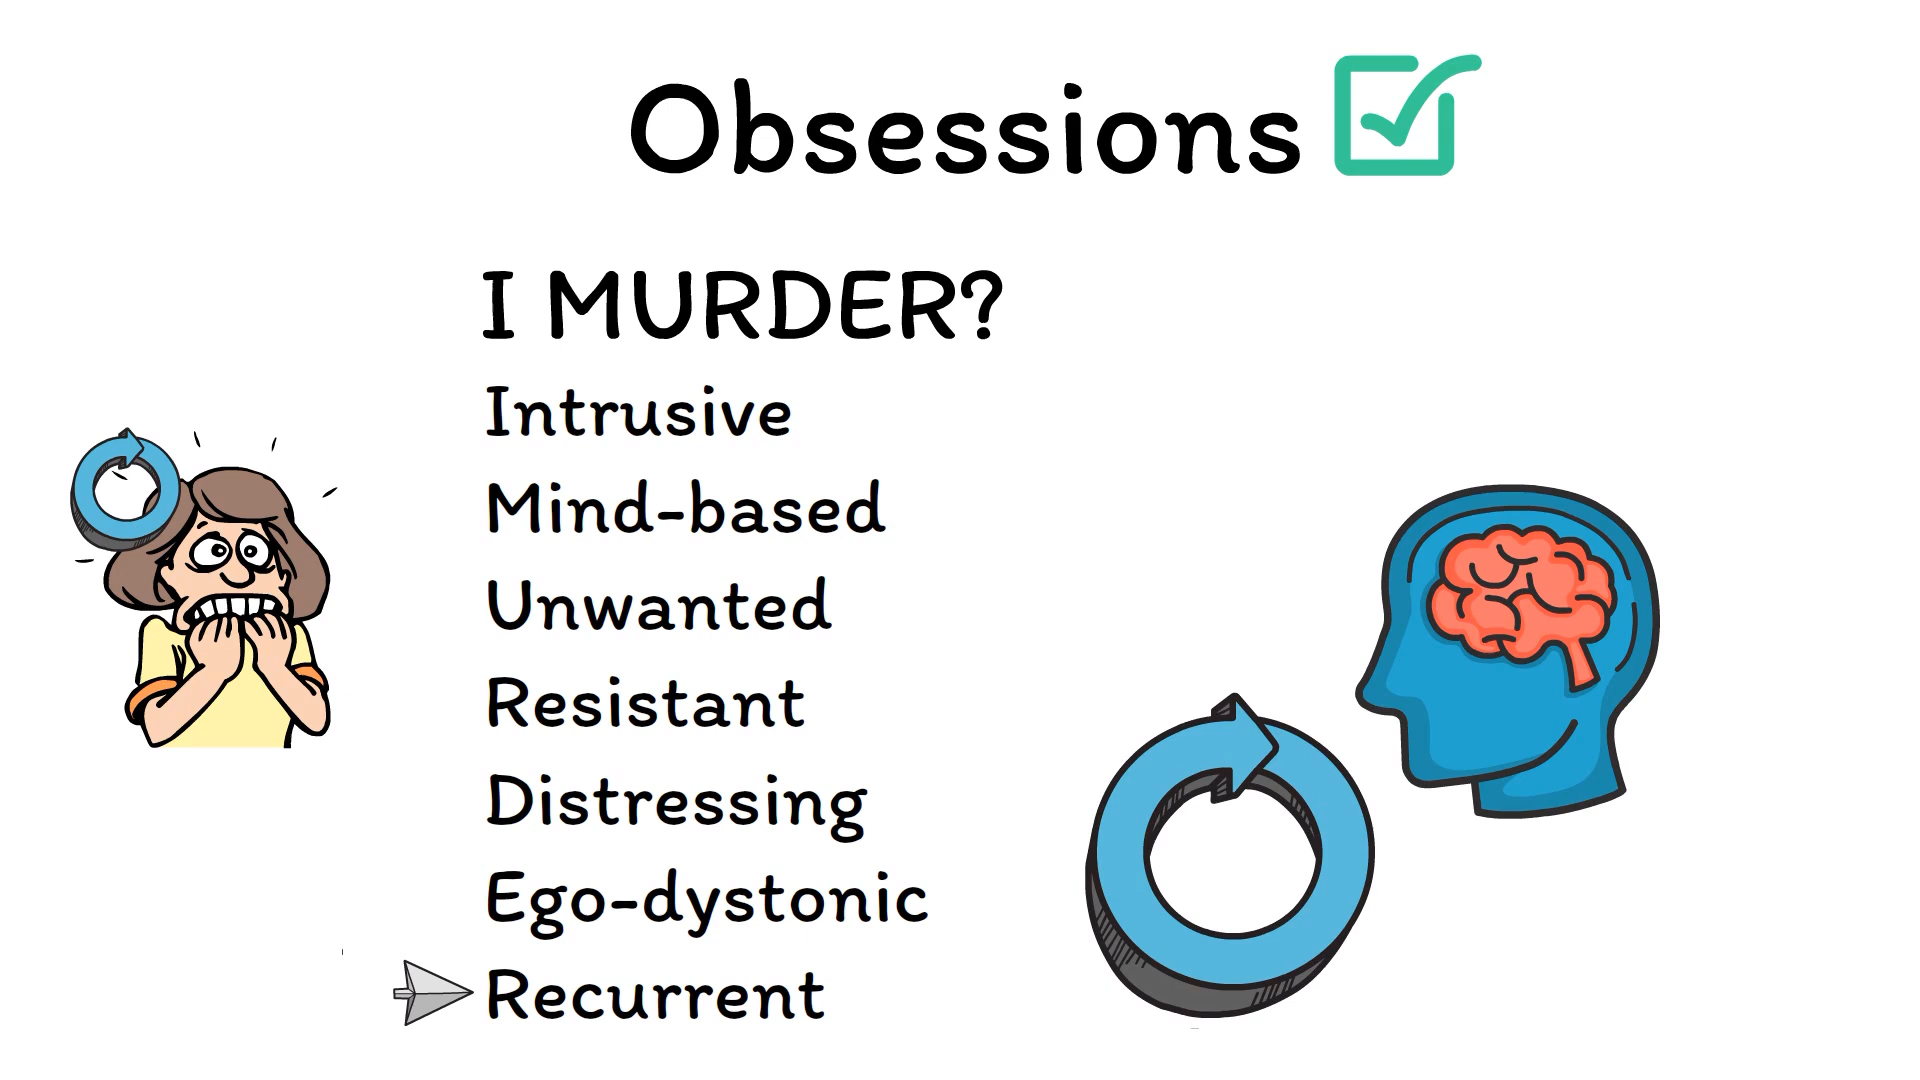 Obsessions
I MURDER?
Intrusive
Mind-based
Unwanted
Resistant
Distressing
Ego-dystonic
Recurrent